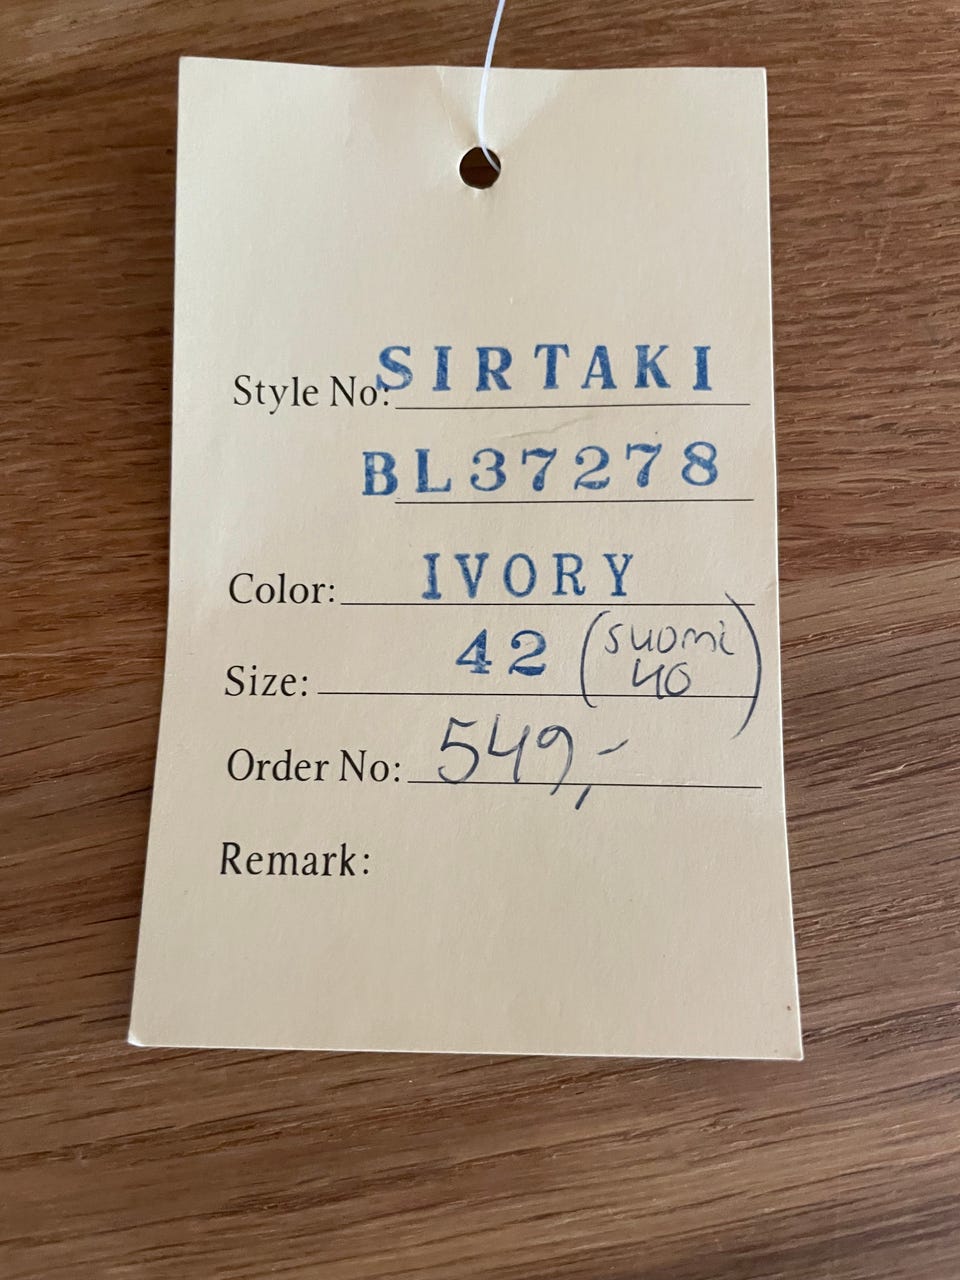 Style No: SIRTAKI
BL37278
Color: IVORY
Size: 42 (suomi
40)
Order No: 549,-
Remark: